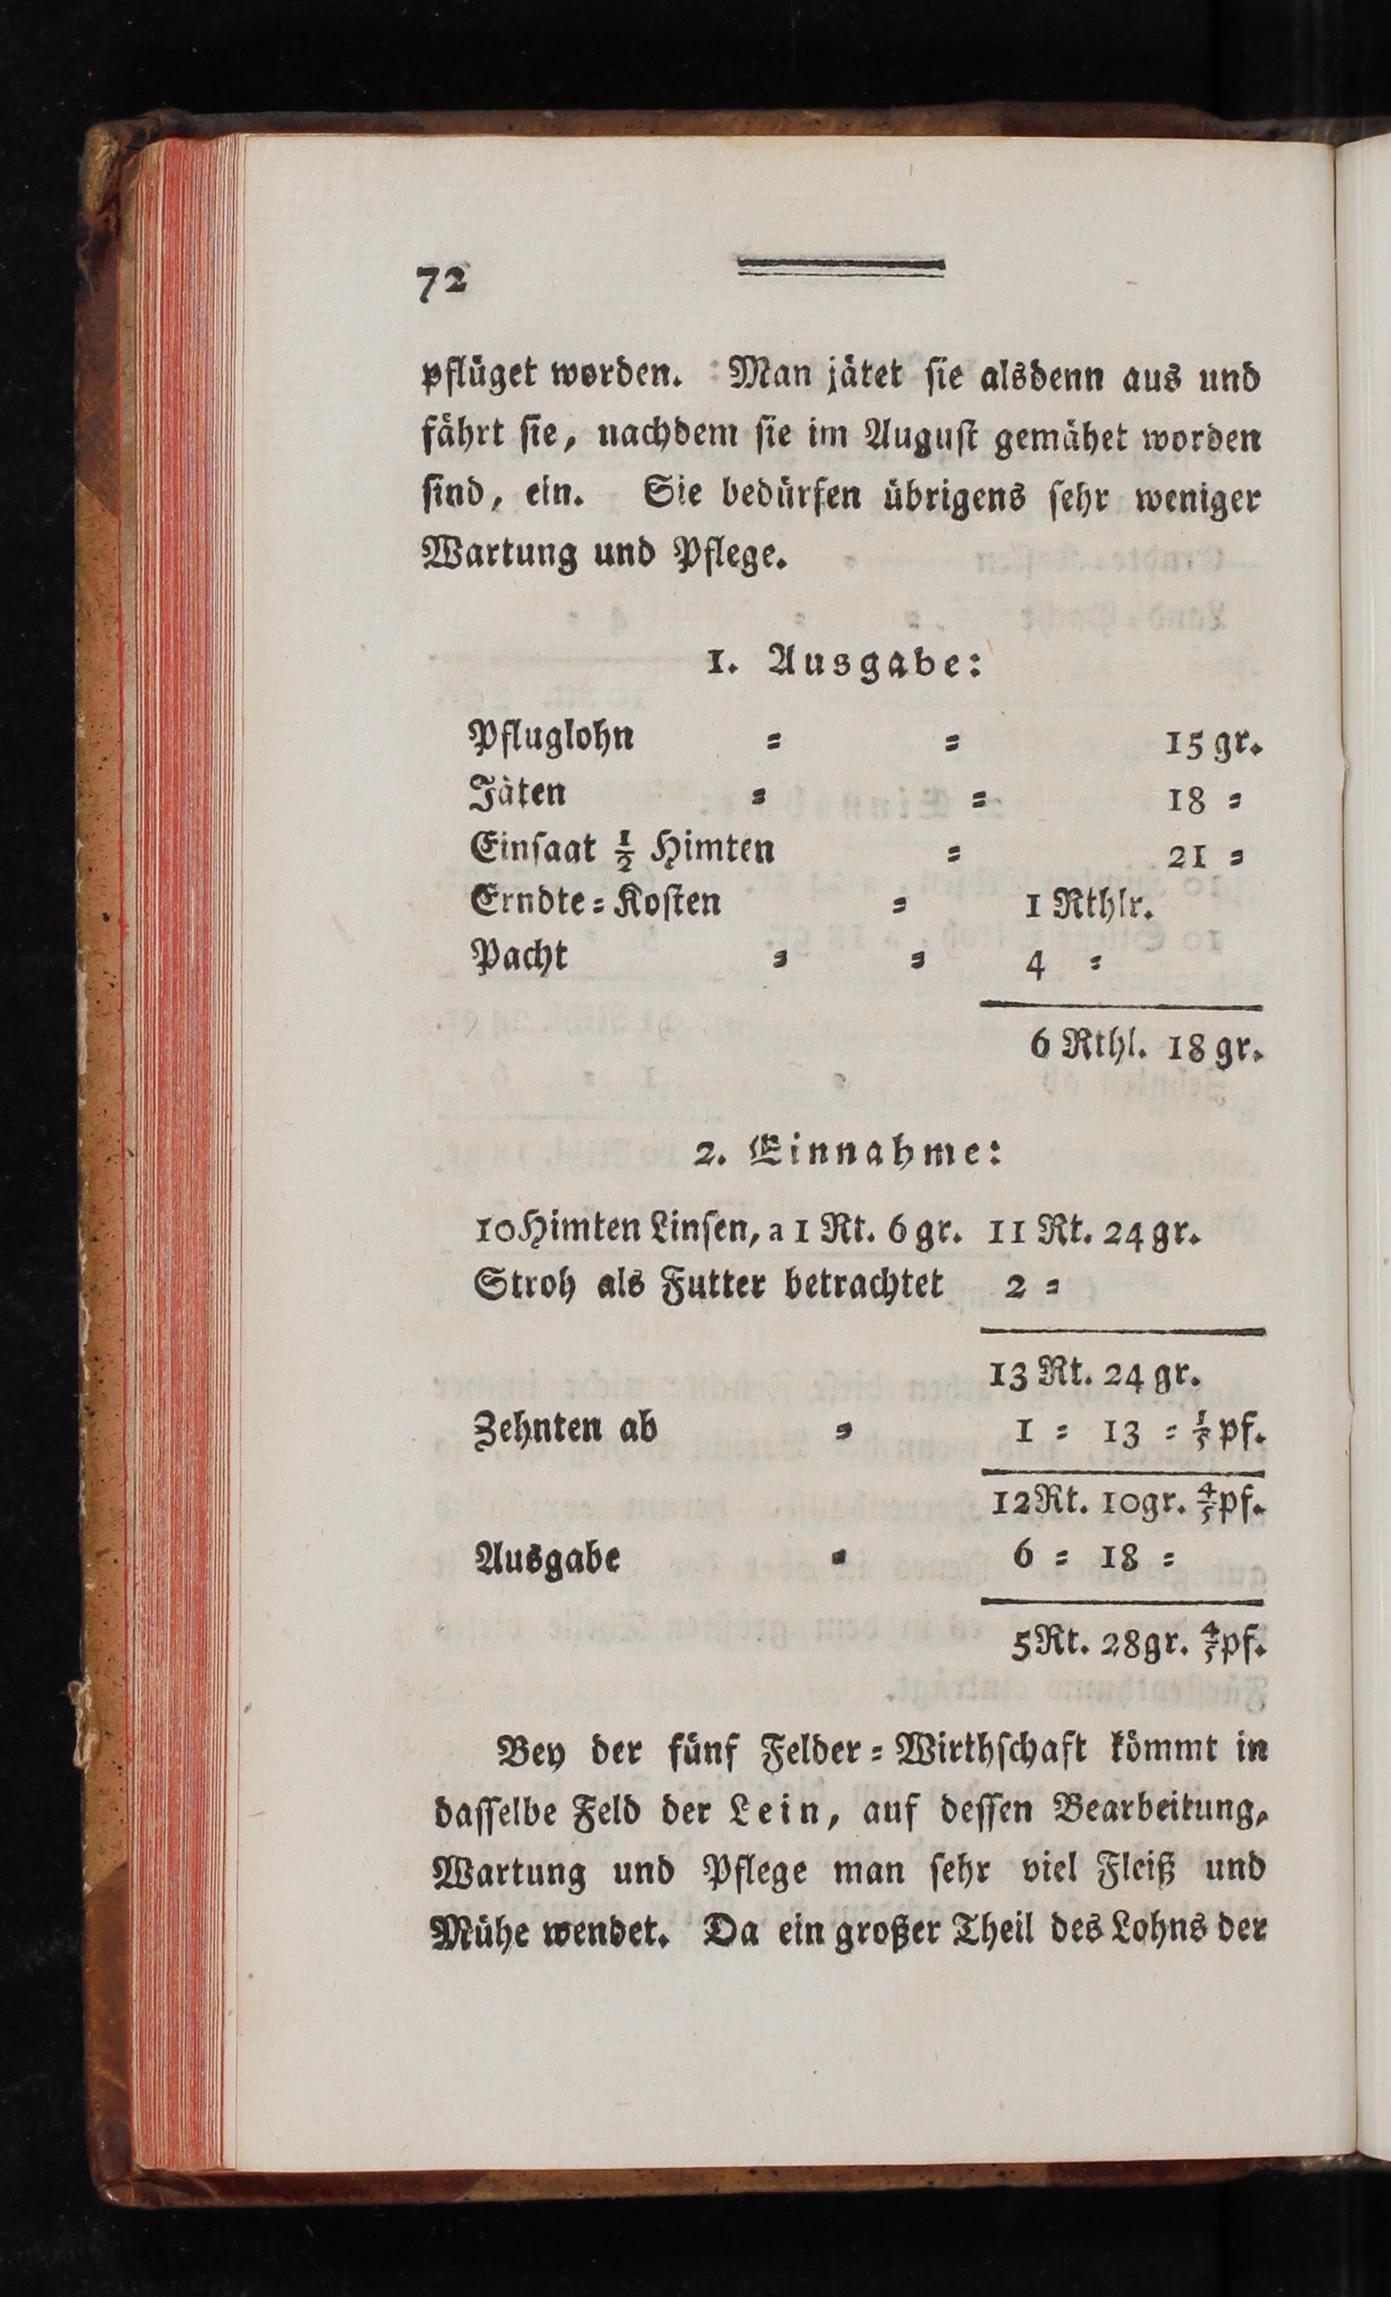 72
pflüget worden. Man jätet ſie alsdenn aus und
fährt ſie, nachdem ſie im Auguſt gemähet worden
ſind, ein. Sie bedürfen übrigens ſehr weniger
Wartung und Pflege.
1. Ausgabe:
Pfluglohn = = 15 gr.
Jäten = = 18 =
Einſaat ½ Himten = 21 =
Erndte=Koſten = 1 Rthlr.
Pacht = = 4 =
6 Rthl. 18 gr.
2. Einnahme:
10 Himten Linſen, a 1 Rt. 6 gr. 11 Rt. 24 gr.
Stroh als Futter betrachtet 2 =
13 Rt. 24 gr.
Zehnten ab = 1 = 13 = ⅕ pf.
12 Rt. 10 gr. ⅘ pf.
Ausgabe = 6 = 18 =
5 Rt. 28 gr. ⅘ pf.
Bey der fünf Felder=Wirthſchaft kömmt in
daſſelbe Feld der Lein, auf deſſen Bearbeitung,
Wartung und Pflege man ſehr viel Fleiß und
Mühe wendet. Da ein großer Theil des Lohns der